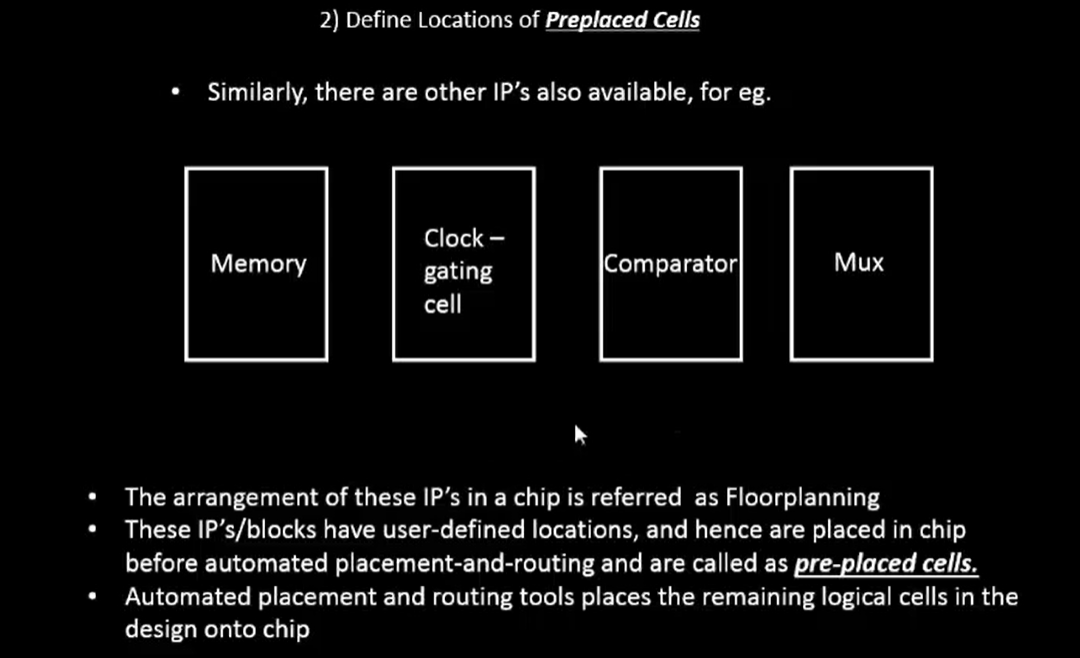 2) Define Locations of Preplaced Cells
• Similarly, there are other IP's also available, for eg.
Memory
Clock –
gating
cell
Comparator
Mux
• The arrangement of these IP's in a chip is referred as Floorplanning
• These IP's/blocks have user-defined locations, and hence are placed in chip
before automated placement-and-routing and are called as pre-placed cells.
• Automated placement and routing tools places the remaining logical cells in the
design onto chip